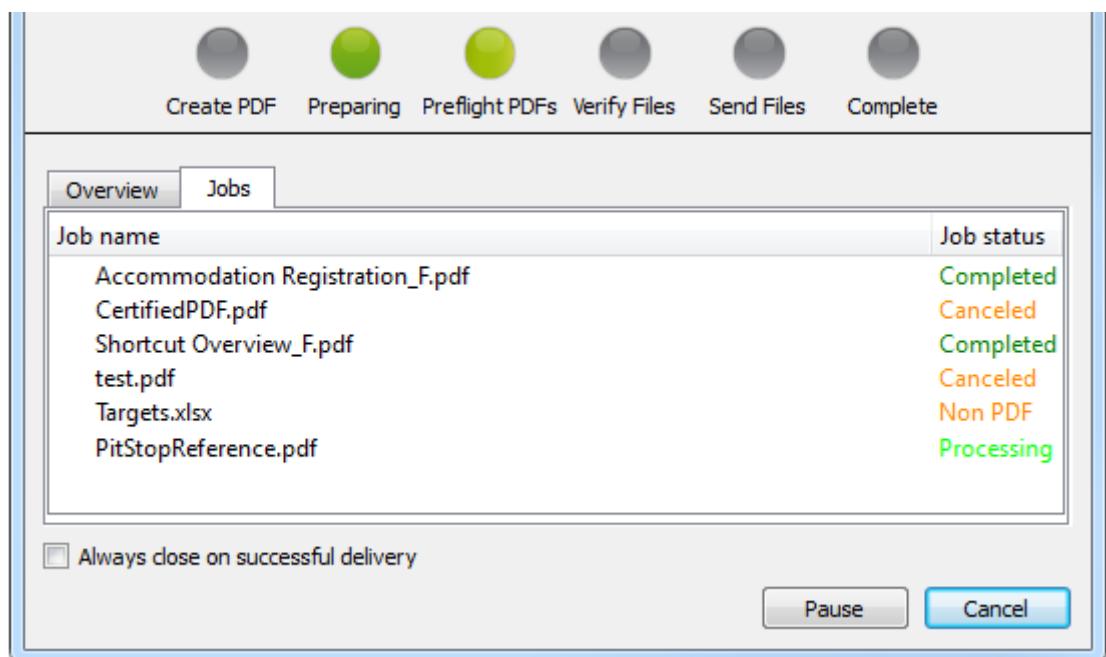 Create PDF Preparing Preflight PDFs Verify Files Send Files Complete
Overview Jobs
Job name Job status
Accommodation Registration_F.pdf Completed
CertifiedPDF.pdf Canceled
Shortcut Overview_F.pdf Completed
test.pdf Canceled
Targets.xlsx Non PDF
PitStopReference.pdf Processing
Always close on successful delivery
Pause Cancel